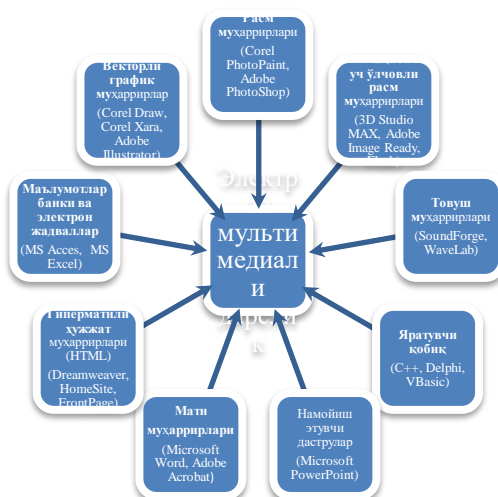 Расм
муҳаррирлари
(Corel
PhotoPaint,
Adobe
PhotoShop)
уч ўлчовли
расм
муҳаррирлари
(3D Studio
MAX, Adobe
Image Ready,
Товуш
муҳаррирлари
(SoundForge,
WaveLab)
Яратувчи
қобиқ
(C++, Delphi,
VBasic)
Намойиш
этувчи
даструлар
(Microsoft
PowerPoint)
Матн
муҳаррирлари
(Microsoft
Word, Adobe
Acrobat)
Гиперматнли
ҳужжат
муҳаррирлари
(HTML)
(Dreamweaver,
HomeSite,
FrontPage)
Маълумотлар
банки ва
электрон
жадваллар
(MS Acces, MS
Excel)
Векторли
график
муҳаррирлар
(Corel Draw,
Corel Xara,
Adobe
Illustrator)
Электр
мульти
медиал
и
дарсли
к